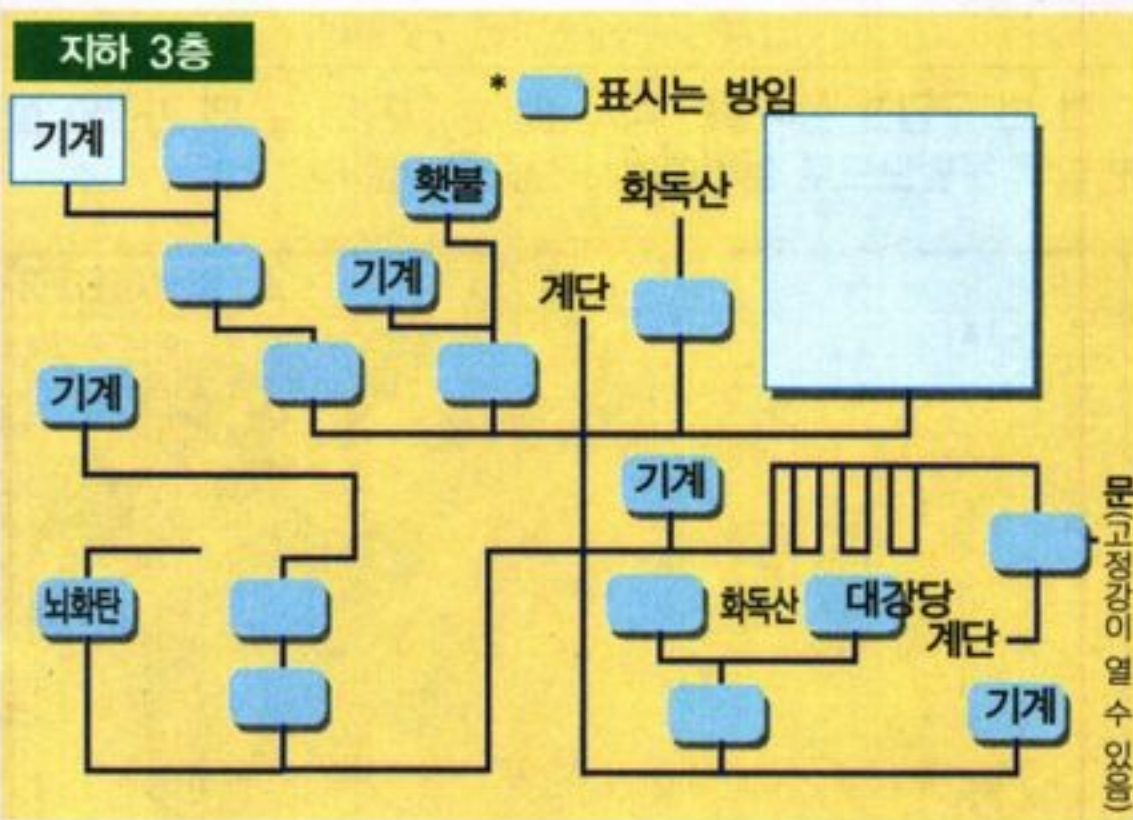 지하 3층
* 표시는 방임
기계
횃불
화독산
기계
계단
기계
기계
뇌화탄
화독산
대강당
계단
기계
문(고정강이 열 수 있음)